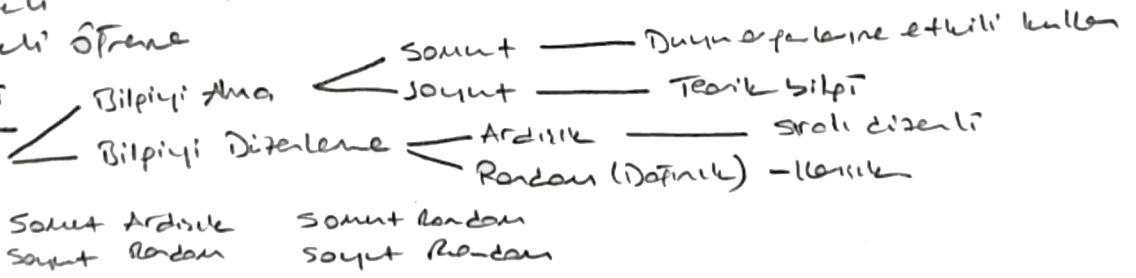 eli Öğrenme
Somut — Duyu organlarını etkili kullan
Bilgiyi Alma
Soyut — Teorik bilgi
Bilgiyi Düzenleme
Ardışık — sıralı düzenli
Random (Dağınık) - Karışık
Somut Ardışık Somut Random
Soyut Random Soyut Random